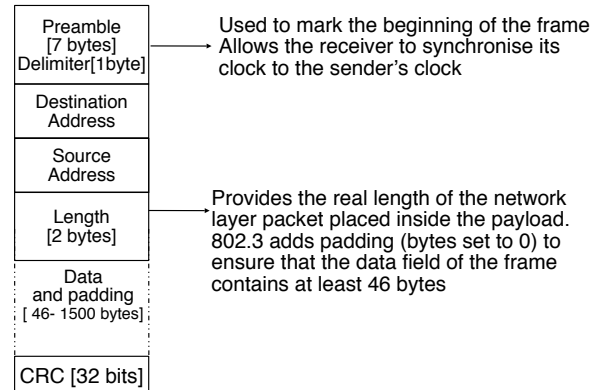 Preamble
[7 bytes]
Delimiter[1byte]
Used to mark the beginning of the frame
Allows the receiver to synchronise its
clock to the sender's clock
Destination
Address
Source
Address
Length
[2 bytes]
Provides the real length of the network
layer packet placed inside the payload.
802.3 adds padding (bytes set to 0) to
ensure that the data field of the frame
contains at least 46 bytes
Data
and padding
[ 46- 1500 bytes]
CRC [32 bits]